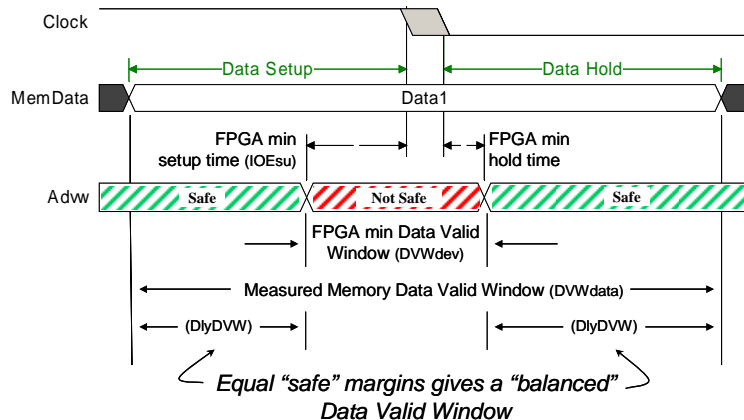 Clock
Data Setup
Data Hold
MemData
Data1
FPGA min
setup time (IOEsu)
FPGA min
hold time
Advw
Safe
Not Safe
Safe
FPGA min Data Valid
Window (DVWdev)
Measured Memory Data Valid Window (DVWdata)
(DlyDVW)
(DlyDVW)
Equal “safe” margins gives a “balanced”
Data Valid Window